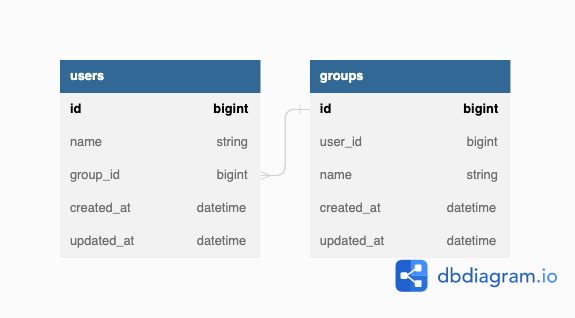 users
id bigint
name string
group_id bigint
created_at datetime
updated_at datetime
groups
id bigint
user_id bigint
name string
created_at datetime
updated_at datetime
dbdiagram.io